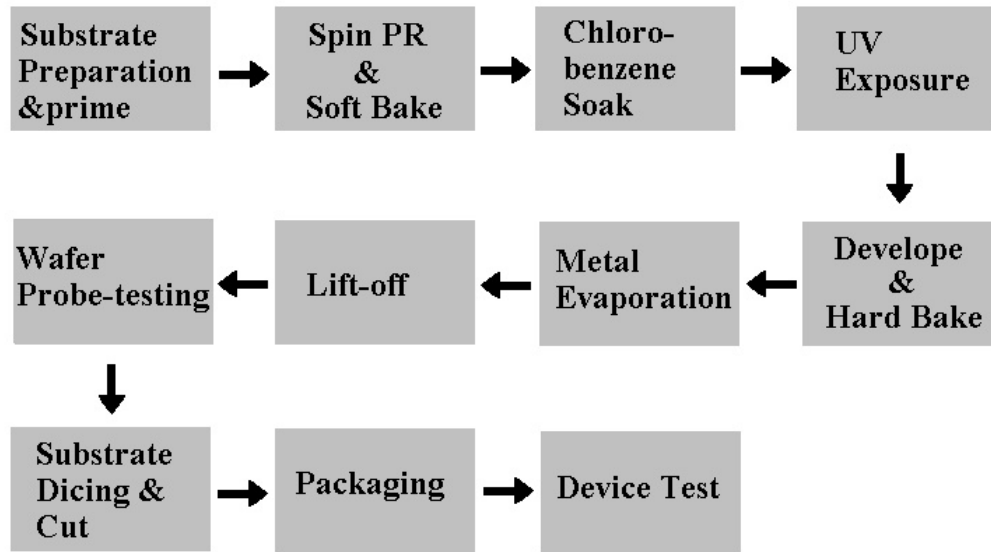 Substrate
Preparation
&prime
Spin PR
&
Soft Bake
Chloro-
benzene
Soak
UV
Exposure
Develope
&
Hard Bake
Metal
Evaporation
Lift-off
Wafer
Probe-testing
Substrate
Dicing &
Cut
Packaging
Device Test